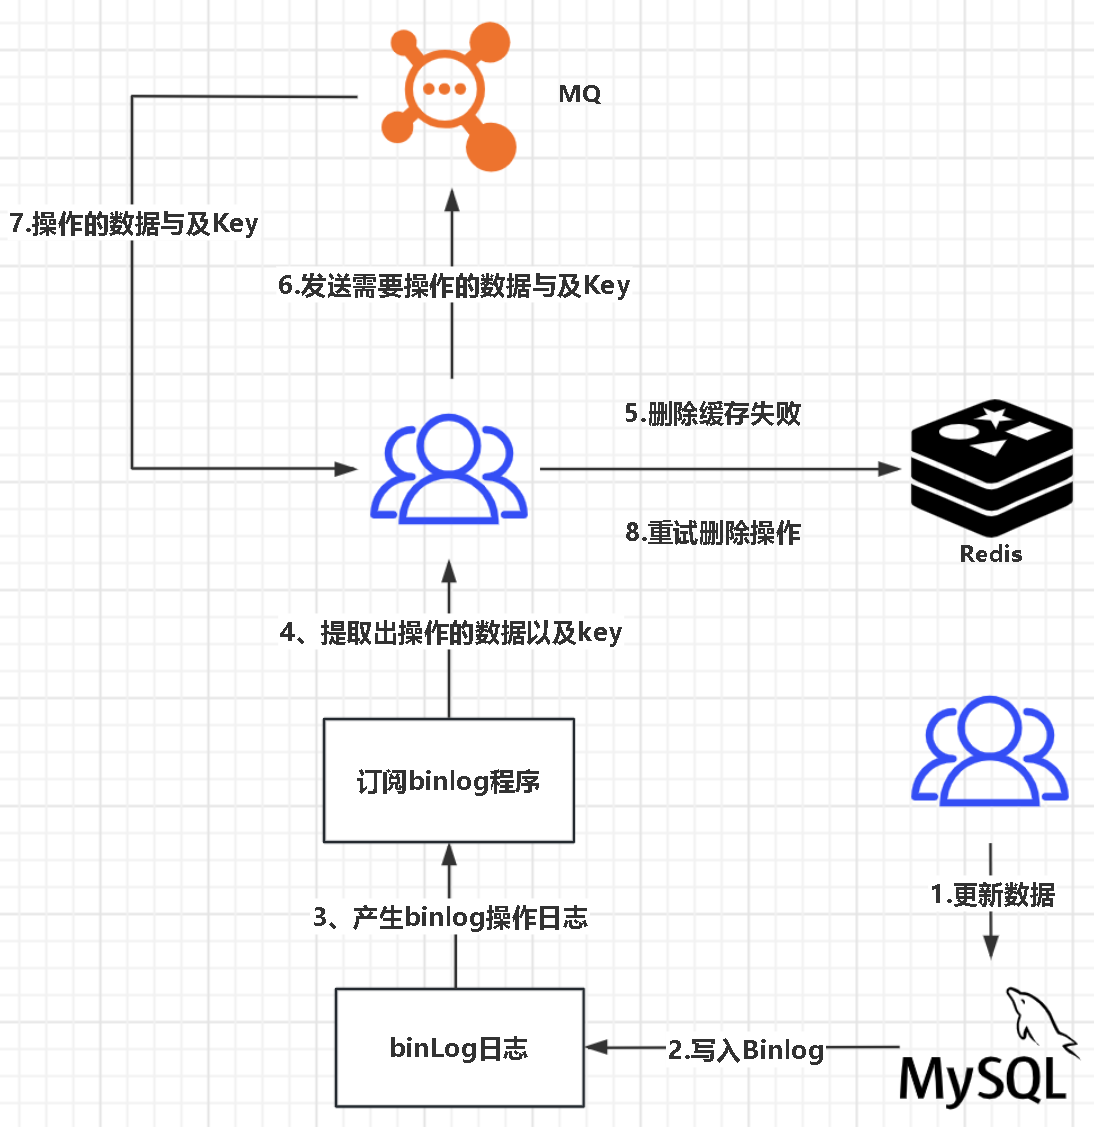 MQ
7.操作的数据与及Key
6.发送需要操作的数据与及Key
5.删除缓存失败
8.重试删除操作
Redis
4、提取出操作的数据以及key
订阅binlog程序
1.更新数据
3、产生binlog操作日志
binLog日志
2.写入Binlog
MySQL